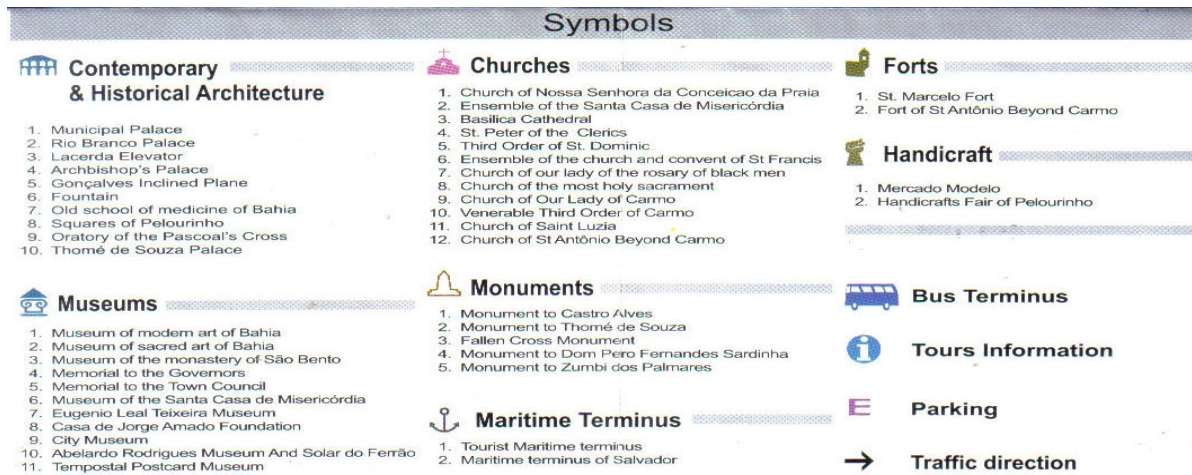 Symbols
Contemporary
& Historical Architecture
1. Municipal Palace
2. Rio Branco Palace
3. Lacerda Elevator
4. Archbishop's Palace
5. Gonçalves Inclined Plane
6. Fountain
7. Old school of medicine of Bahia
8. Squares of Pelourinho
9. Oratory of the Pascoal's Cross
10. Thomé de Souza Palace
Museums
1. Museum of modern art of Bahia
2. Museum of sacred art of Bahia
3. Museum of the monastery of São Bento
4. Memorial to the Governors
5. Memorial to the Town Council
6. Museum of the Santa Casa de Misericórdia
7. Eugenio Leal Teixeira Museum
8. Casa de Jorge Amado Foundation
9. City Museum
10. Abelardo Rodrigues Museum And Solar do Ferrão
11. Tempostal Postcard Museum
Churches
1. Church of Nossa Senhora da Conceicao da Praia
2. Ensemble of the Santa Casa de Misericórdia
3. Basilica Cathedral
4. St. Peter of the Clerics
5. Third Order of St. Dominic
6. Ensemble of the church and convent of St Francis
7. Church of our lady of the rosary of black men
8. Church of the most holy sacrament
9. Church of Our Lady of Carmo
10. Venerable Third Order of Carmo
11. Church of Saint Luzia
12. Church of St Antônio Beyond Carmo
Monuments
1. Monument to Castro Alves
2. Monument to Thomé de Souza
3. Fallen Cross Monument
4. Monument to Dom Pero Fernandes Sardinha
5. Monument to Zumbi dos Palmares
Maritime Terminus
1. Tourist Maritime terminus
2. Maritime terminus of Salvador
Forts
1. St. Marcelo Fort
2. Fort of St Antônio Beyond Carmo
Handicraft
1. Mercado Modelo
2. Handicrafts Fair of Pelourinho
Bus Terminus
i Tours Information
E Parking
Traffic direction